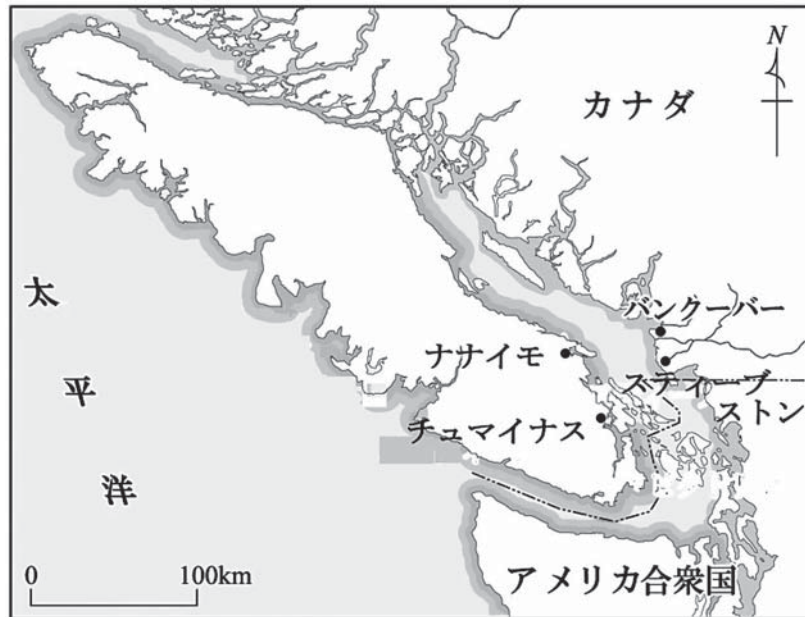 N
カナダ
太平洋
バンクーバー
ナナイモ
スティーブストン
チュマイナス
0 100km
アメリカ合衆国